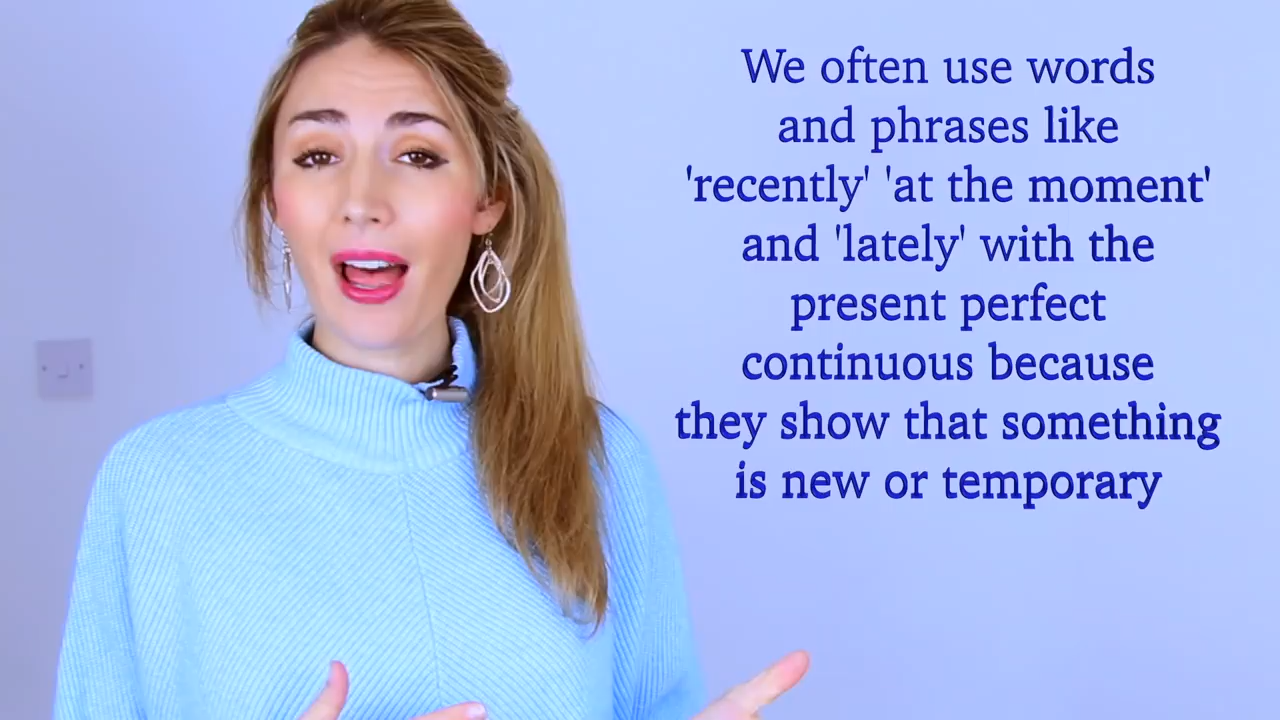 We often use words
and phrases like
'recently' 'at the moment'
and 'lately' with the
present perfect
continuous because
they show that something
is new or temporary